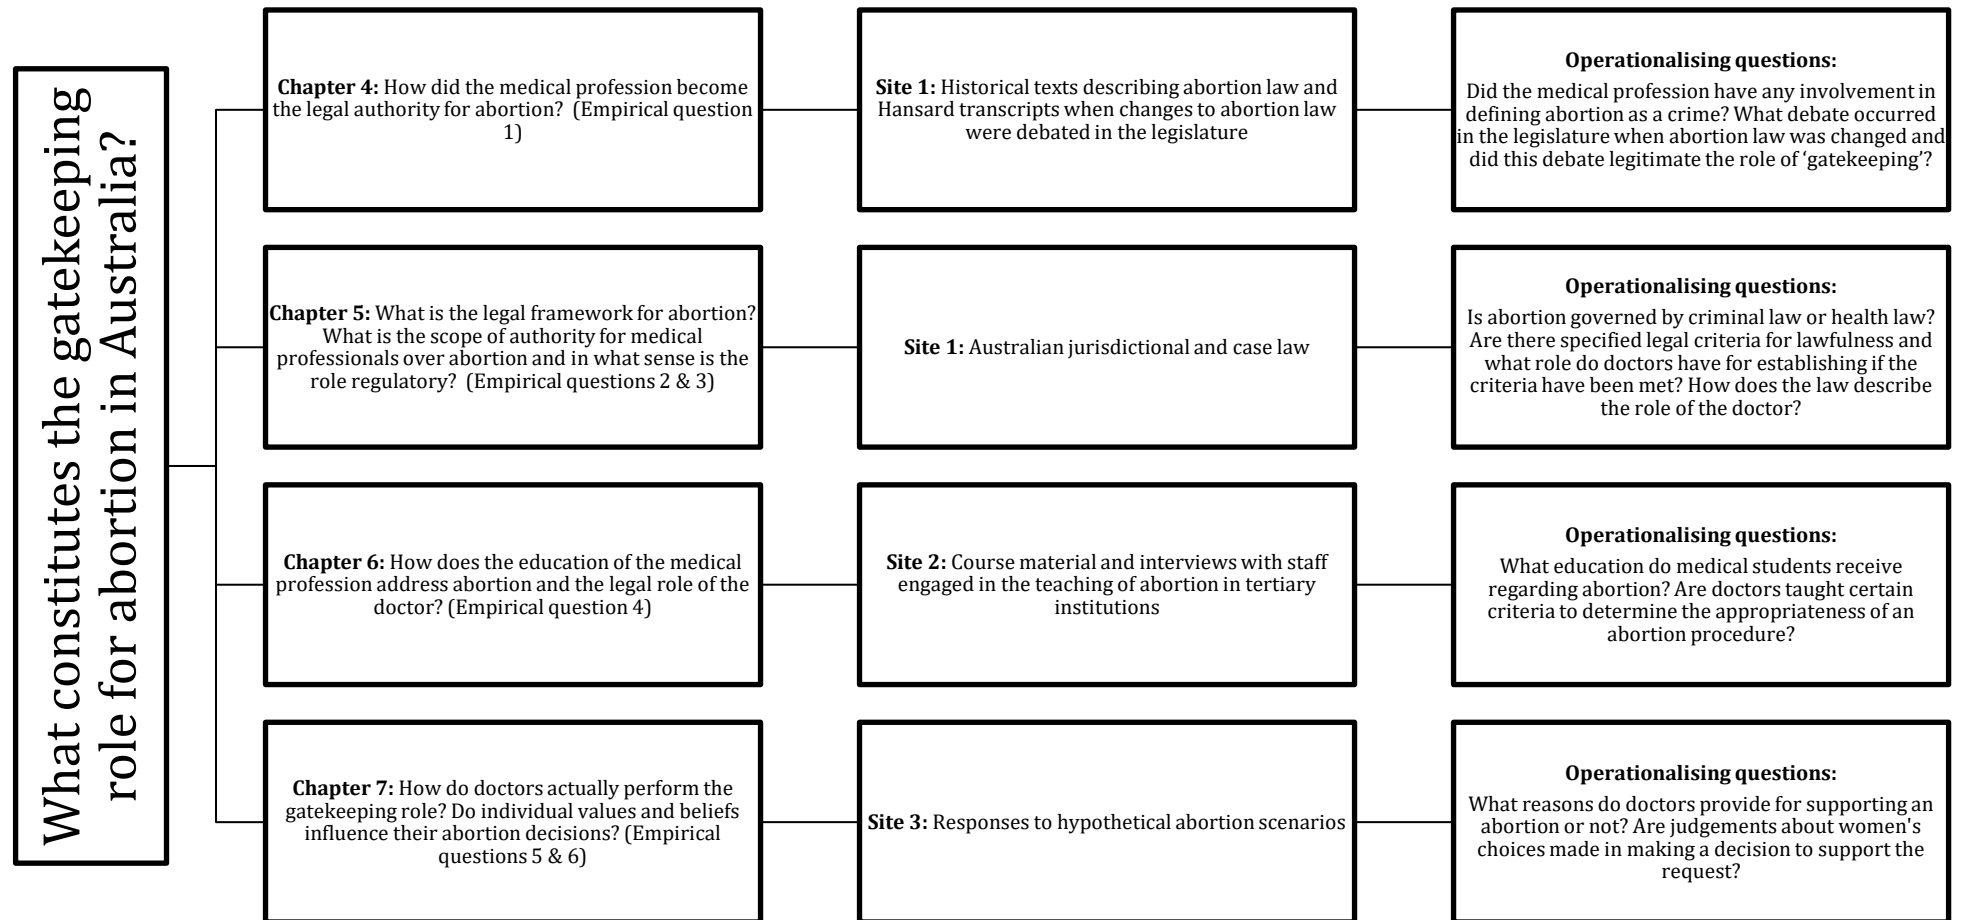 What constitutes the gatekeeping
role for abortion in Australia?
Chapter 4: How did the medical profession become
the legal authority for abortion?  (Empirical question
1)
Site 1: Historical texts describing abortion law and
Hansard transcripts when changes to abortion law
were debated in the legislature
Operationalising questions:
Did the medical profession have any involvement in
defining abortion as a crime? What debate occurred
in the legislature when abortion law was changed and
did this debate legitimate the role of ‘gatekeeping’?
Chapter 5: What is the legal framework for abortion?
What is the scope of authority for medical
professionals over abortion and in what sense is the
role regulatory?  (Empirical questions 2 & 3)
Site 1: Australian jurisdictional and case law
Operationalising questions:
Is abortion governed by criminal law or health law?
Are there specified legal criteria for lawfulness and
what role do doctors have for establishing if the
criteria have been met? How does the law describe
the role of the doctor?
Chapter 6: How does the education of the medical
profession address abortion and the legal role of the
doctor? (Empirical question 4)
Site 2: Course material and interviews with staff
engaged in the teaching of abortion in tertiary
institutions
Operationalising questions:
What education do medical students receive
regarding abortion? Are doctors taught certain
criteria to determine the appropriateness of an
abortion procedure?
Chapter 7: How do doctors actually perform the
gatekeeping role? Do individual values and beliefs
influence their abortion decisions? (Empirical
questions 5 & 6)
Site 3: Responses to hypothetical abortion scenarios
Operationalising questions:
What reasons do doctors provide for supporting an
abortion or not? Are judgements about women's
choices made in making a decision to support the
request?